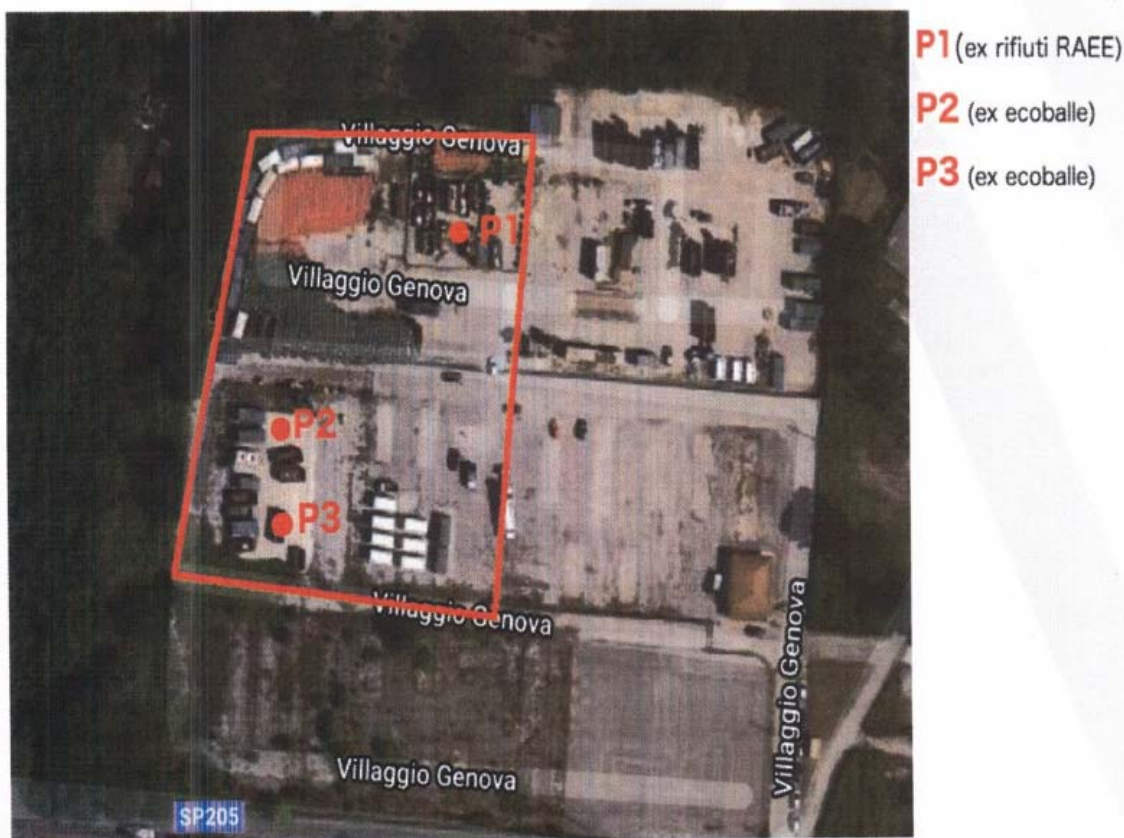 P1 (ex rifiuti RAEE)
P2 (ex ecoballe)
P3 (ex ecoballe)
Villaggio Genova
P1
Villaggio Genova
P2
P3
Villaggio Genova
Villaggio Genova
Villaggio Genova
SP205